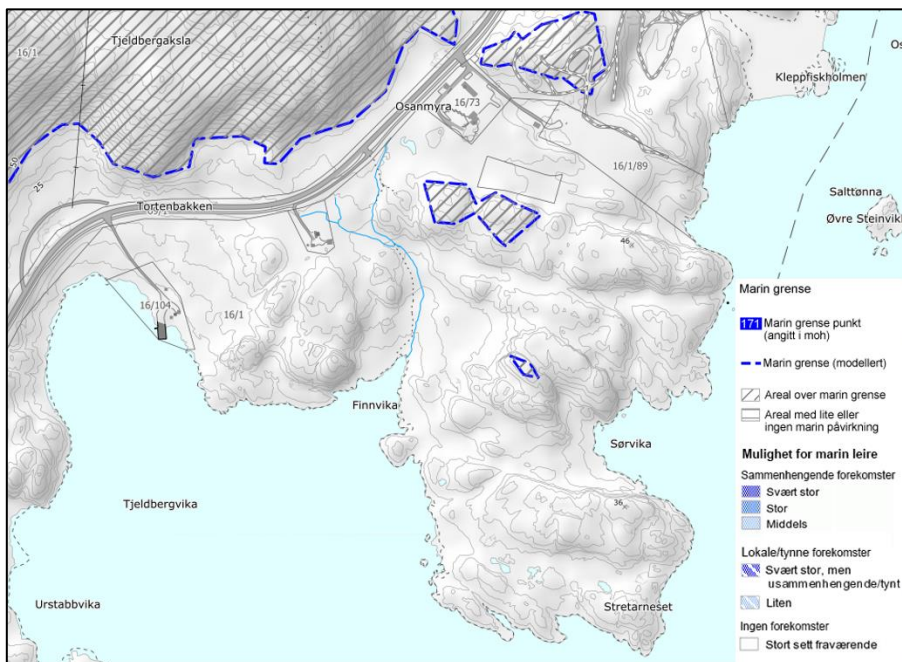 16/1
Tjeldbergaksla
Osanmyra
16/73
Kleppfiskholmen
Os
50
25
16/1/89
Tortenbakken
Salttønna
Øvre Steinvik
46
16/104
16/1
Finnvika
Sørvika
Tjeldbergvika
36
Urstabbvika
Stretarneset
Marin grense
171 Marin grense punkt
(angitt i moh)
Marin grense (modellert)
Areal over marin grense
Areal med lite eller
ingen marin påvirkning
Mulighet for marin leire
Sammenhengende forekomster
Svært stor
Stor
Middels
Lokale/tynne forekomster
Svært stor, men
usammenhengende/tynt
Liten
Ingen forekomster
Stort sett fraværende